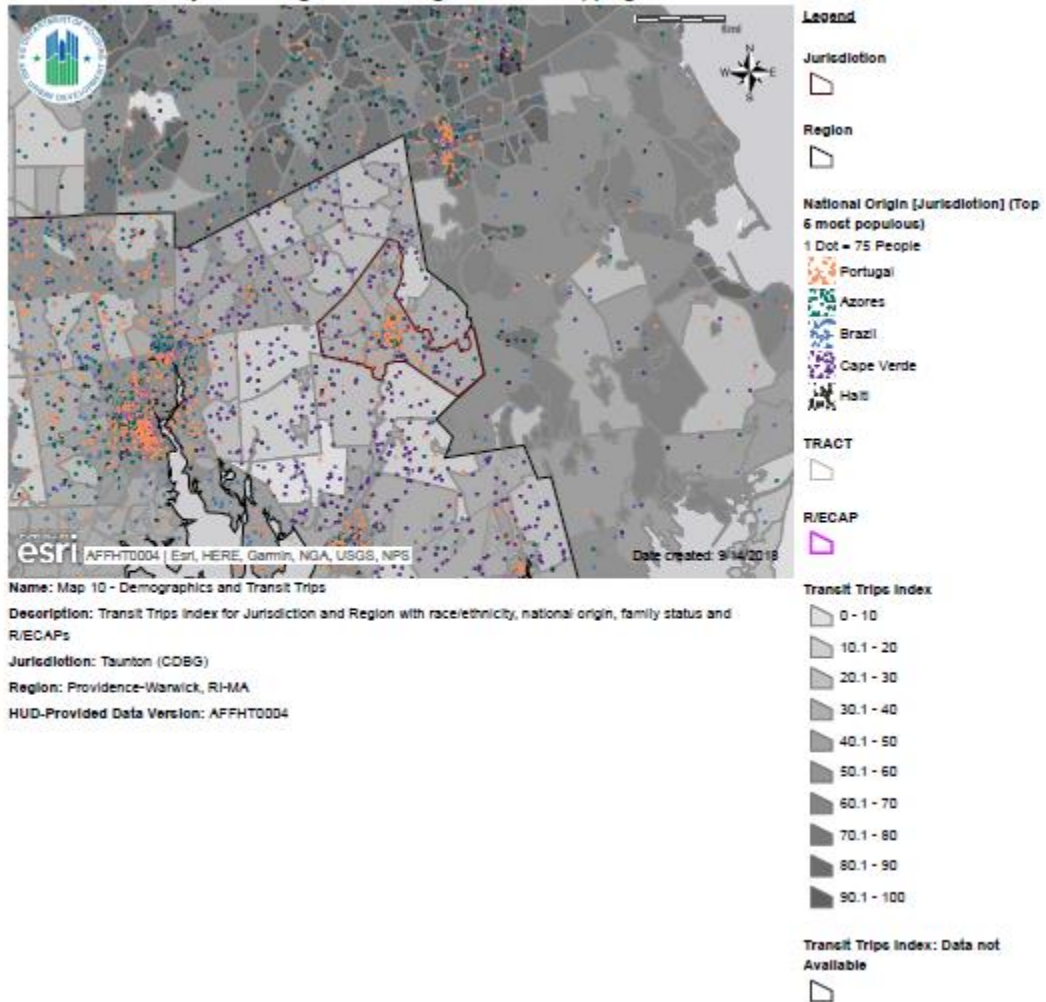 6mi
N
W E
S
esri AFFHT0004 | Esri, HERE, Garmin, NGA, USGS, NPS
Date created: 9/14/2018
Name: Map 10 - Demographics and Transit Trips
Description: Transit Trips Index for Jurisdiction and Region with race/ethnicity, national origin, family status and
R/ECAPs
Jurisdiction: Taunton (CDBG)
Region: Providence-Warwick, RI-MA
HUD-Provided Data Version: AFFHT0004
Legend
Jurisdiction
Region
National Origin [Jurisdiction] (Top
5 most populous)
1 Dot = 75 People
Portugal
Azores
Brazil
Cape Verde
Haiti
TRACT
R/ECAP
Transit Trips Index
0 - 10
10.1 - 20
20.1 - 30
30.1 - 40
40.1 - 50
50.1 - 60
60.1 - 70
70.1 - 80
80.1 - 90
90.1 - 100
Transit Trips Index: Data not
Available